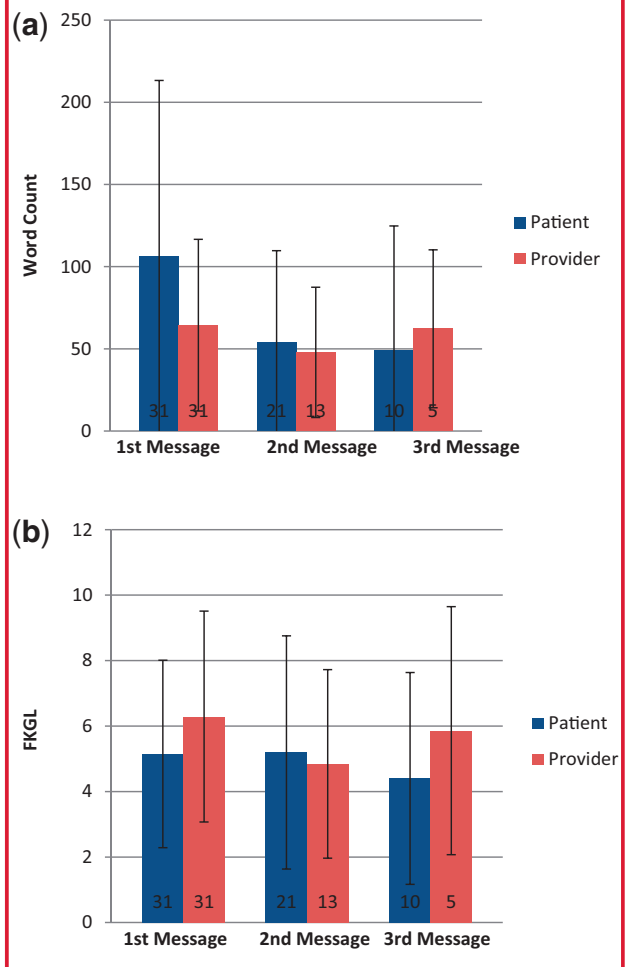 (a)
250
200
150
100
50
0
Word Count
31 31 21 13 10 5
1st Message 2nd Message 3rd Message
Patient
Provider
(b)
12
10
8
6
4
2
0
FKGL
31 31 21 13 10 5
1st Message 2nd Message 3rd Message
Patient
Provider